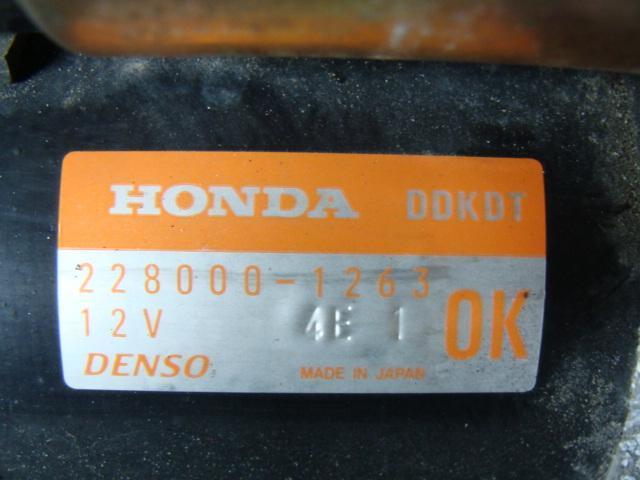 HONDA DDKDT
228000-1263
12V 4E 1 OK
DENSO MADE IN JAPAN